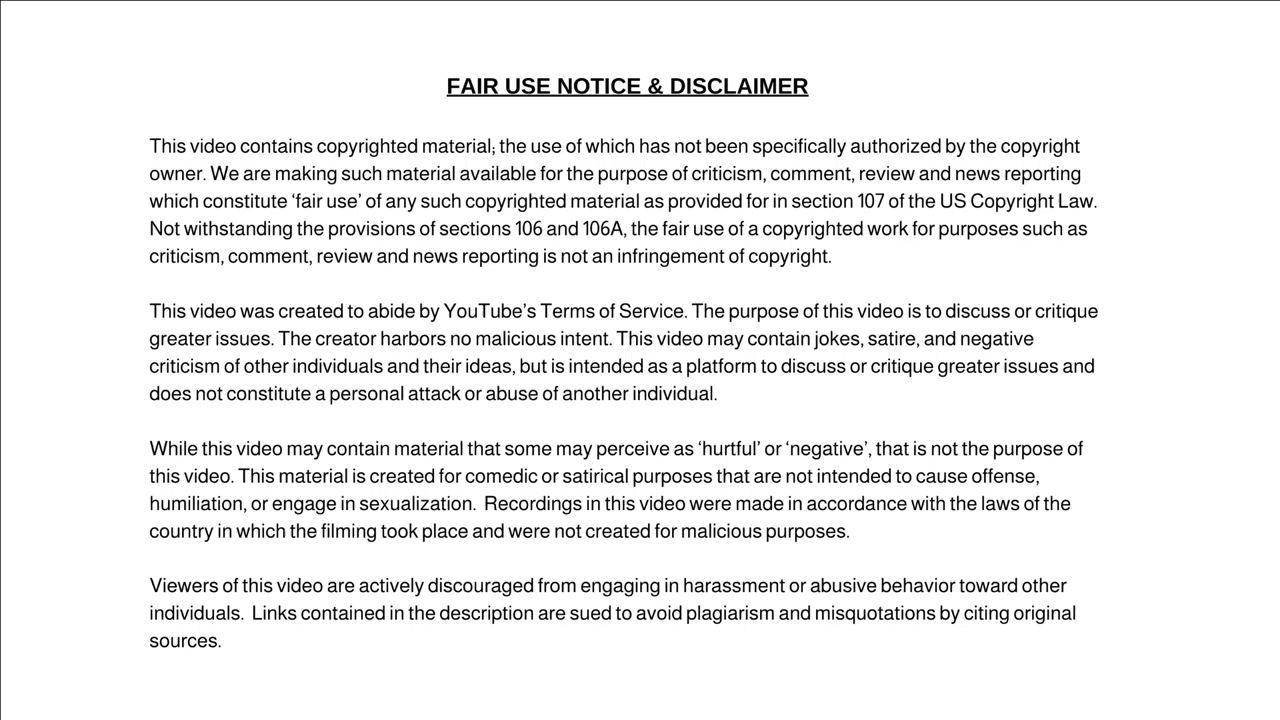 FAIR USE NOTICE & DISCLAIMER
This video contains copyrighted material; the use of which has not been specifically authorized by the copyright
owner. We are making such material available for the purpose of criticism, comment, review and news reporting
which constitute ‘fair use’ of any such copyrighted material as provided for in section 107 of the US Copyright Law.
Not withstanding the provisions of sections 106 and 106A, the fair use of a copyrighted work for purposes such as
criticism, comment, review and news reporting is not an infringement of copyright.
This video was created to abide by YouTube’s Terms of Service. The purpose of this video is to discuss or critique
greater issues. The creator harbors no malicious intent. This video may contain jokes, satire, and negative
criticism of other individuals and their ideas, but is intended as a platform to discuss or critique greater issues and
does not constitute a personal attack or abuse of another individual.
While this video may contain material that some may perceive as ‘hurtful’ or ‘negative’, that is not the purpose of
this video. This material is created for comedic or satirical purposes that are not intended to cause offense,
humiliation, or engage in sexualization.  Recordings in this video were made in accordance with the laws of the
country in which the filming took place and were not created for malicious purposes.
Viewers of this video are actively discouraged from engaging in harassment or abusive behavior toward other
individuals.  Links contained in the description are sued to avoid plagiarism and misquotations by citing original
sources.